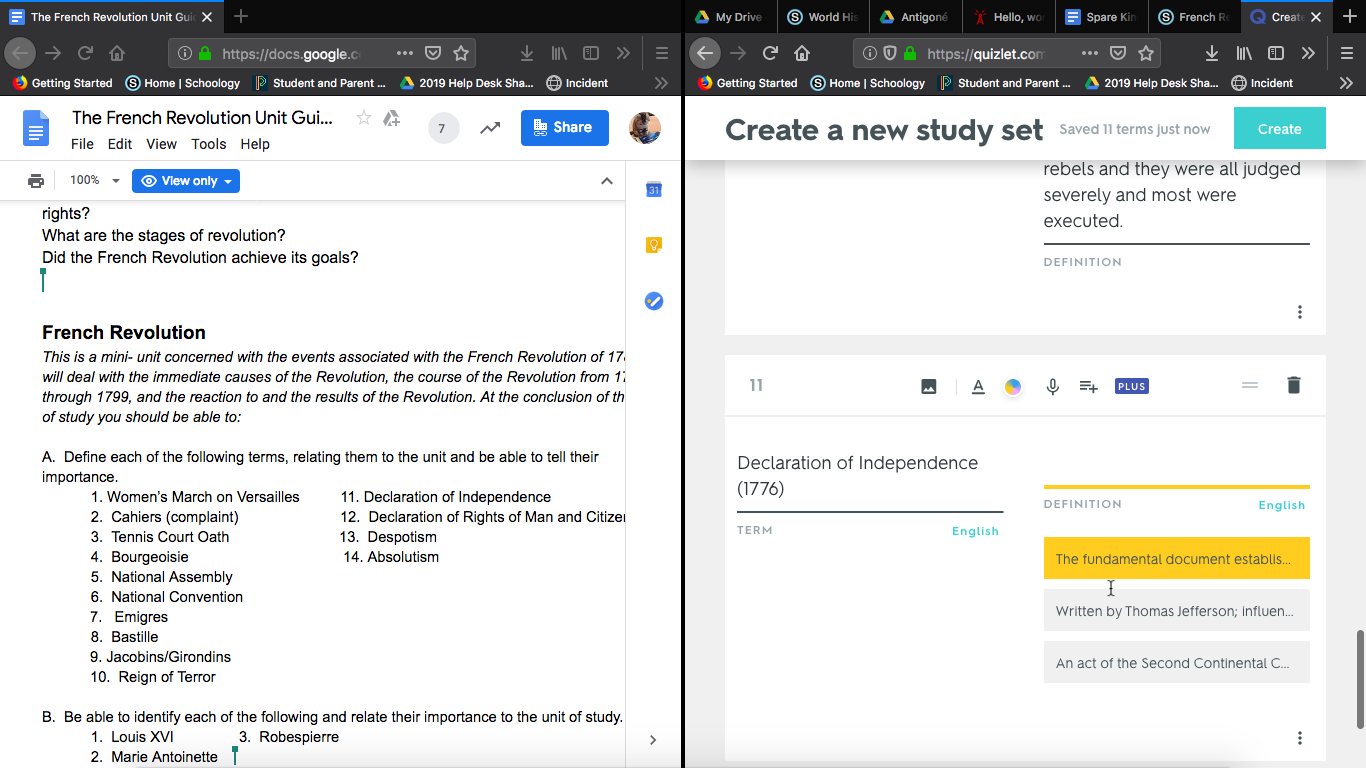 The French Revolution Unit Gui
https://docs.google.c
Getting Started Home | Schoology Student and Parent ... 2019 Help Desk Sha... Incident
The French Revolution Unit Gui...
7
Share
File Edit View Tools Help
100%
View only
31
rights?
What are the stages of revolution?
Did the French Revolution achieve its goals?
French Revolution
This is a mini- unit concerned with the events associated with the French Revolution of 17
will deal with the immediate causes of the Revolution, the course of the Revolution from 17
through 1799, and the reaction to and the results of the Revolution. At the conclusion of th
of study you should be able to:
A. Define each of the following terms, relating them to the unit and be able to tell their
importance.
1. Women's March on Versailles 11. Declaration of Independence
2. Cahiers (complaint) 12. Declaration of Rights of Man and Citizen
3. Tennis Court Oath 13. Despotism
4. Bourgeoisie 14. Absolutism
5. National Assembly
6. National Convention
7. Emigres
8. Bastille
9. Jacobins/Girondins
10. Reign of Terror
B. Be able to identify each of the following and relate their importance to the unit of study.
1. Louis XVI 3. Robespierre
2. Marie Antoinette
My Drive World His Antigoné Hello, wo Spare Kin French Re Create
https://quizlet.com
Getting Started Home | Schoology Student and Parent ... 2019 Help Desk Sha... Incident
Create a new study set Saved 11 terms just now Create
rebels and they were all judged
severely and most were
executed.
DEFINITION
11
PLUS
Declaration of Independence
(1776)
TERM English
DEFINITION English
The fundamental document establis...
Written by Thomas Jefferson; influen...
An act of the Second Continental C...